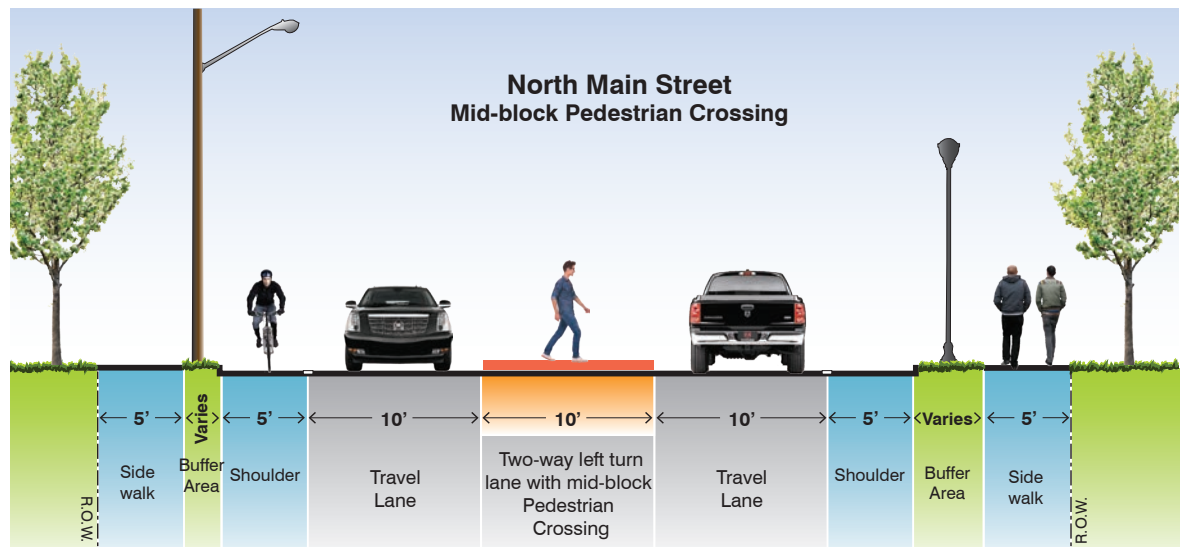 North Main Street
Mid-block Pedestrian Crossing
5’
Varies
5’
10’
10’
10’
5’
Varies
5’
R.O.W.
Side
walk
Buffer
Area
Shoulder
Travel
Lane
Two-way left turn
lane with mid-block
Pedestrian
Crossing
Travel
Lane
Shoulder
Buffer
Area
Side
walk
R.O.W.